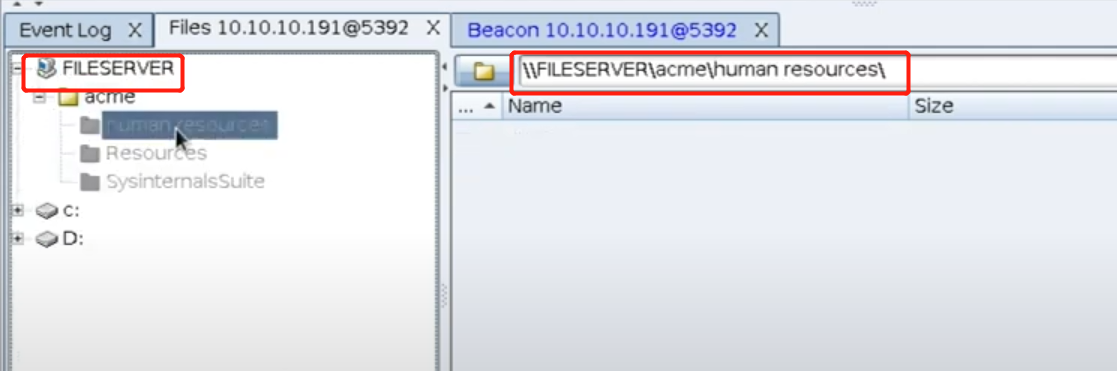 Event Log X Files 10.10.10.191@5392 X Beacon 10.10.10.191@5392 X
FILESERVER
\\FILESERVER\acme\human resources\
acme
... Name Size
human resources
Resources
SysinternalsSuite
c:
D: